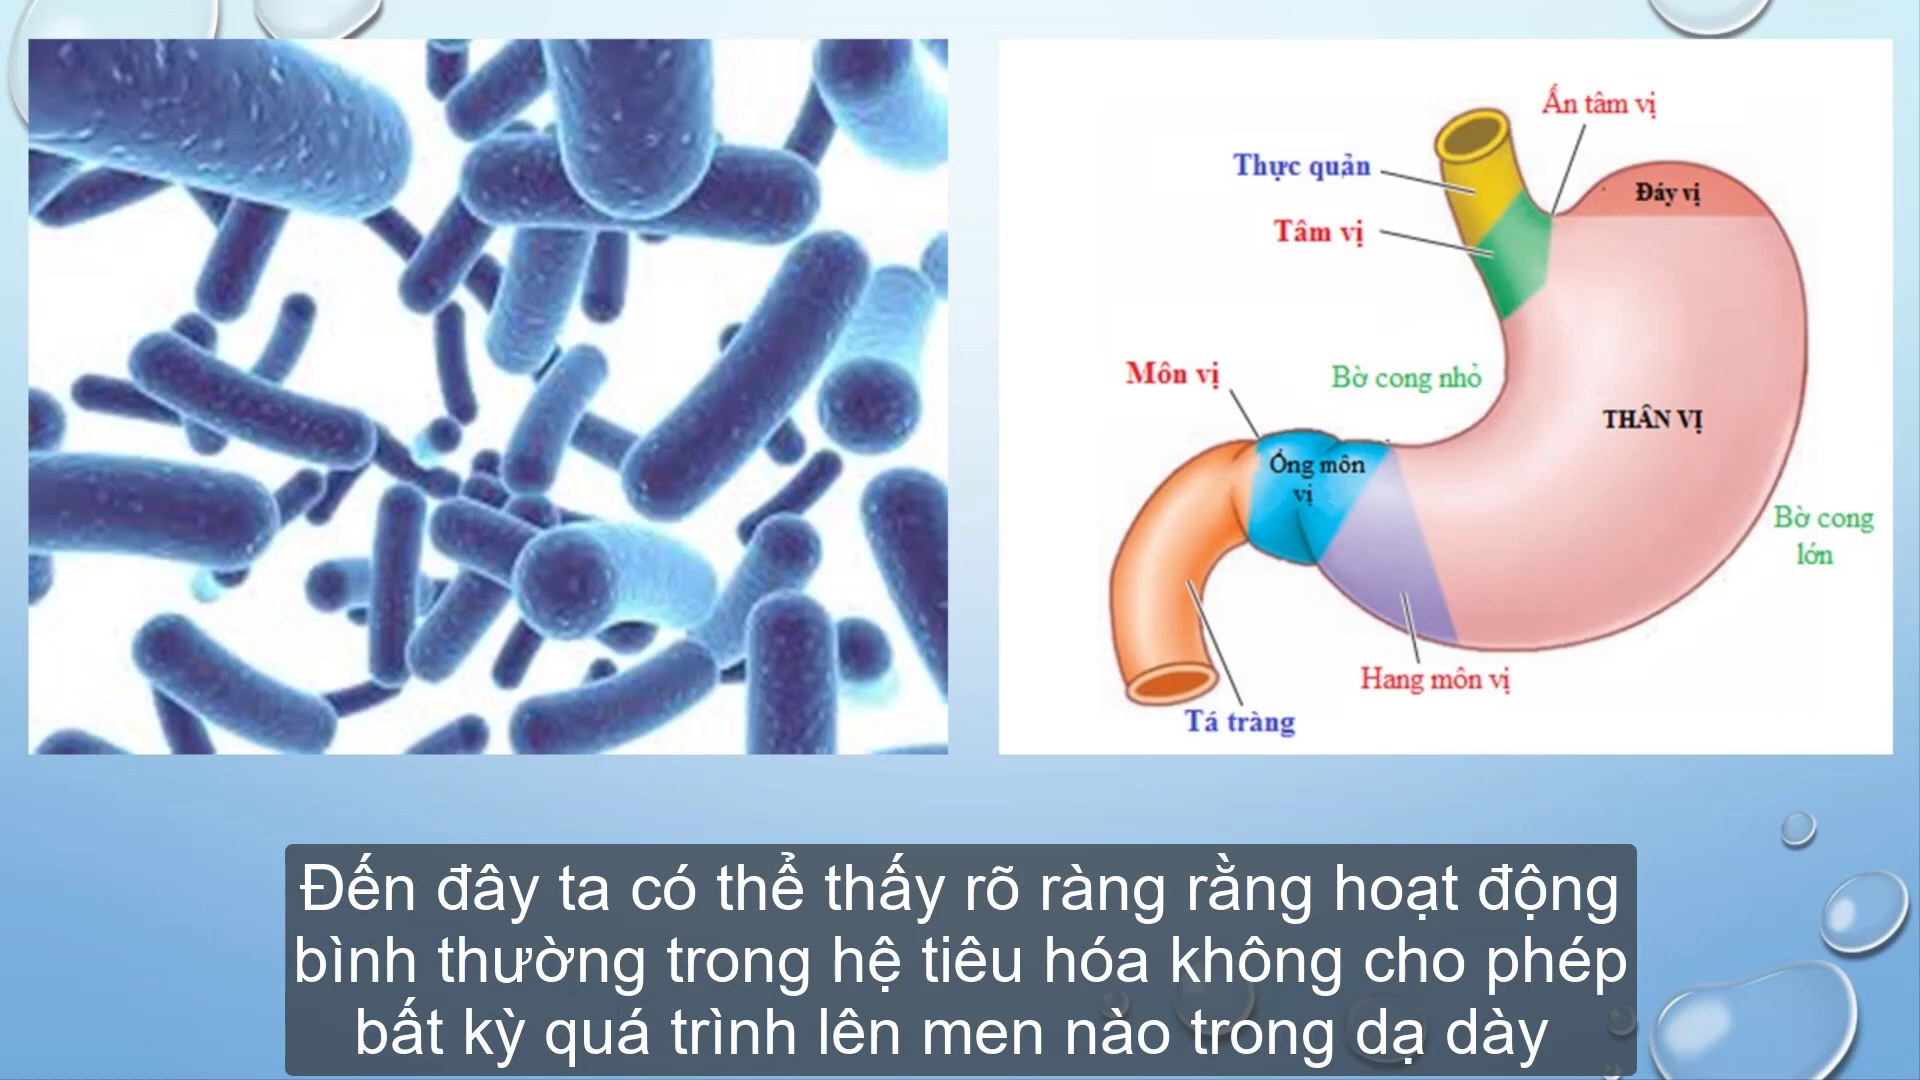 Ấn tâm vị
Thực quản
Đáy vị
Tâm vị
Môn vị
Bờ cong nhỏ
THÂN VỊ
Ống môn
vị
Bờ cong
lớn
Hang môn vị
Tá tràng
Đến đây ta có thể thấy rõ ràng rằng hoạt động
bình thường trong hệ tiêu hóa không cho phép
bất kỳ quá trình lên men nào trong dạ dày